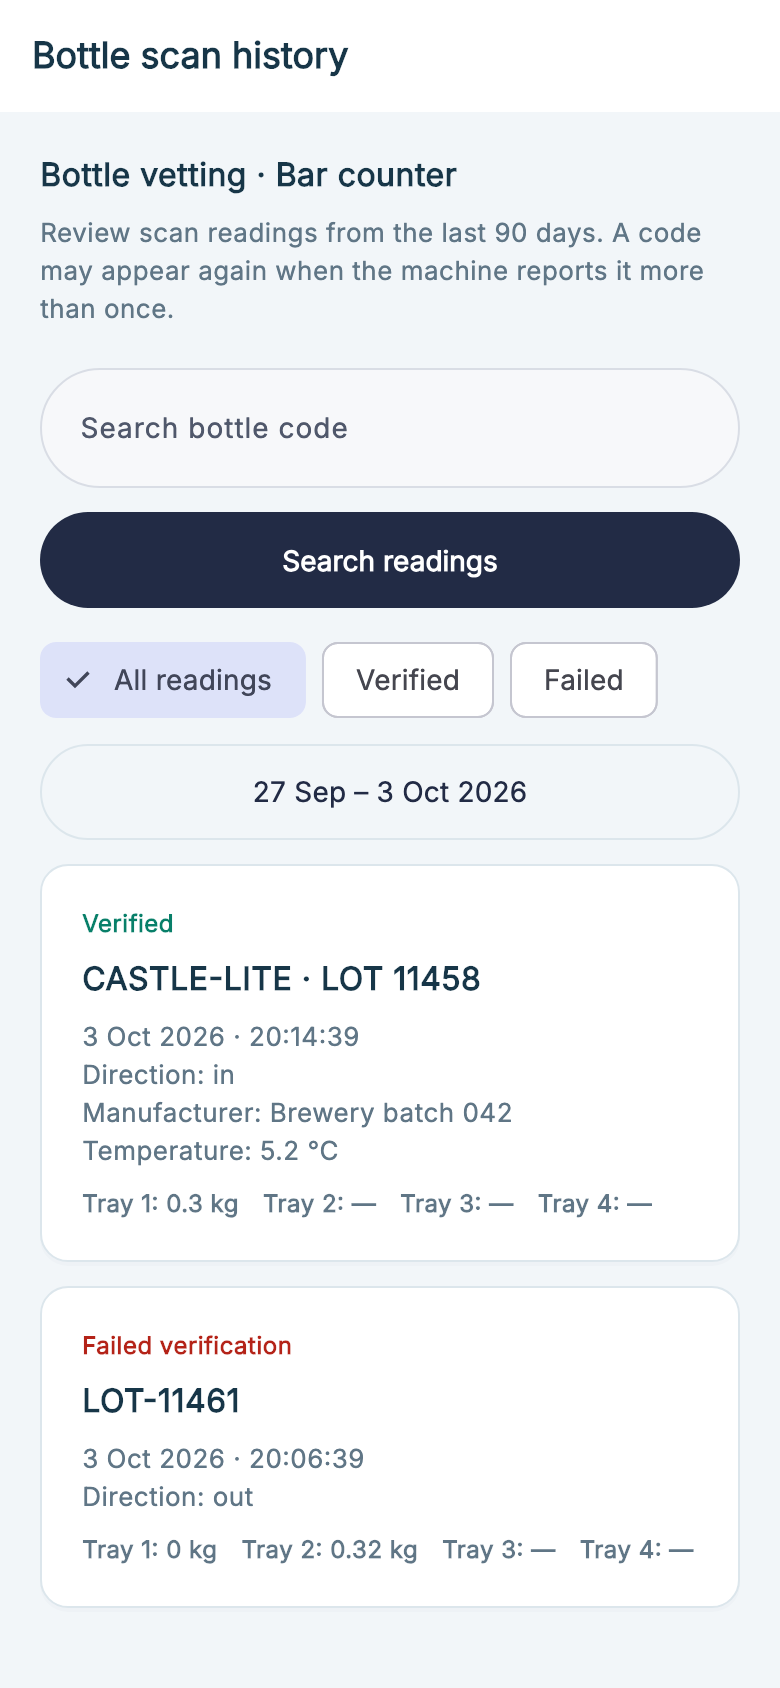 Bottle scan history
Bottle vetting · Bar counter
Review scan readings from the last 90 days. A code
may appear again when the machine reports it more
than once.
Search bottle code
Search readings
All readings
Verified
Failed
27 Sep – 3 Oct 2026
Verified
CASTLE-LITE · LOT 11458
3 Oct 2026 · 20:14:39
Direction: in
Manufacturer: Brewery batch 042
Temperature: 5.2 °C
Tray 1: 0.3 kg Tray 2: — Tray 3: — Tray 4: —
Failed verification
LOT-11461
3 Oct 2026 · 20:06:39
Direction: out
Tray 1: 0 kg Tray 2: 0.32 kg Tray 3: — Tray 4: —